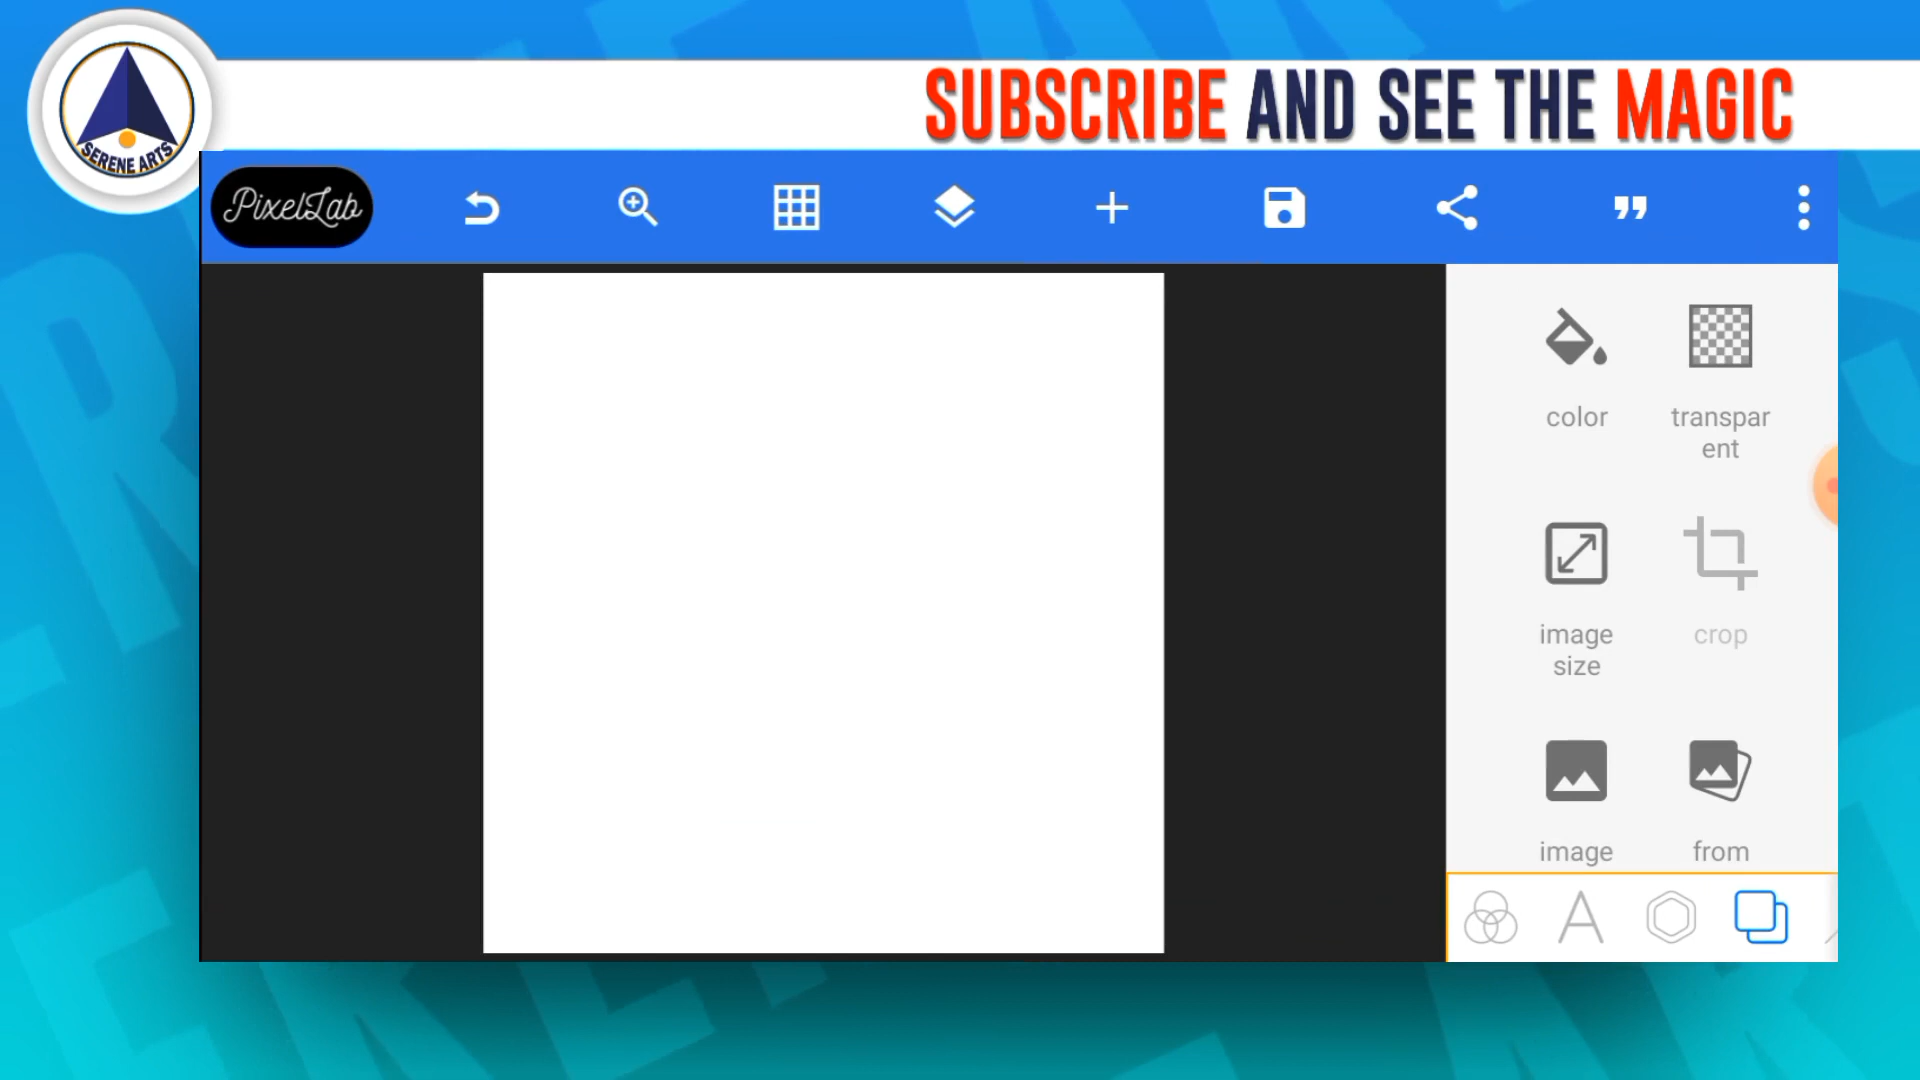 SUBSCRIBE AND SEE THE MAGIC
SERENE ARTS
PixelLab
color
transpar
ent
image
size
crop
image
from